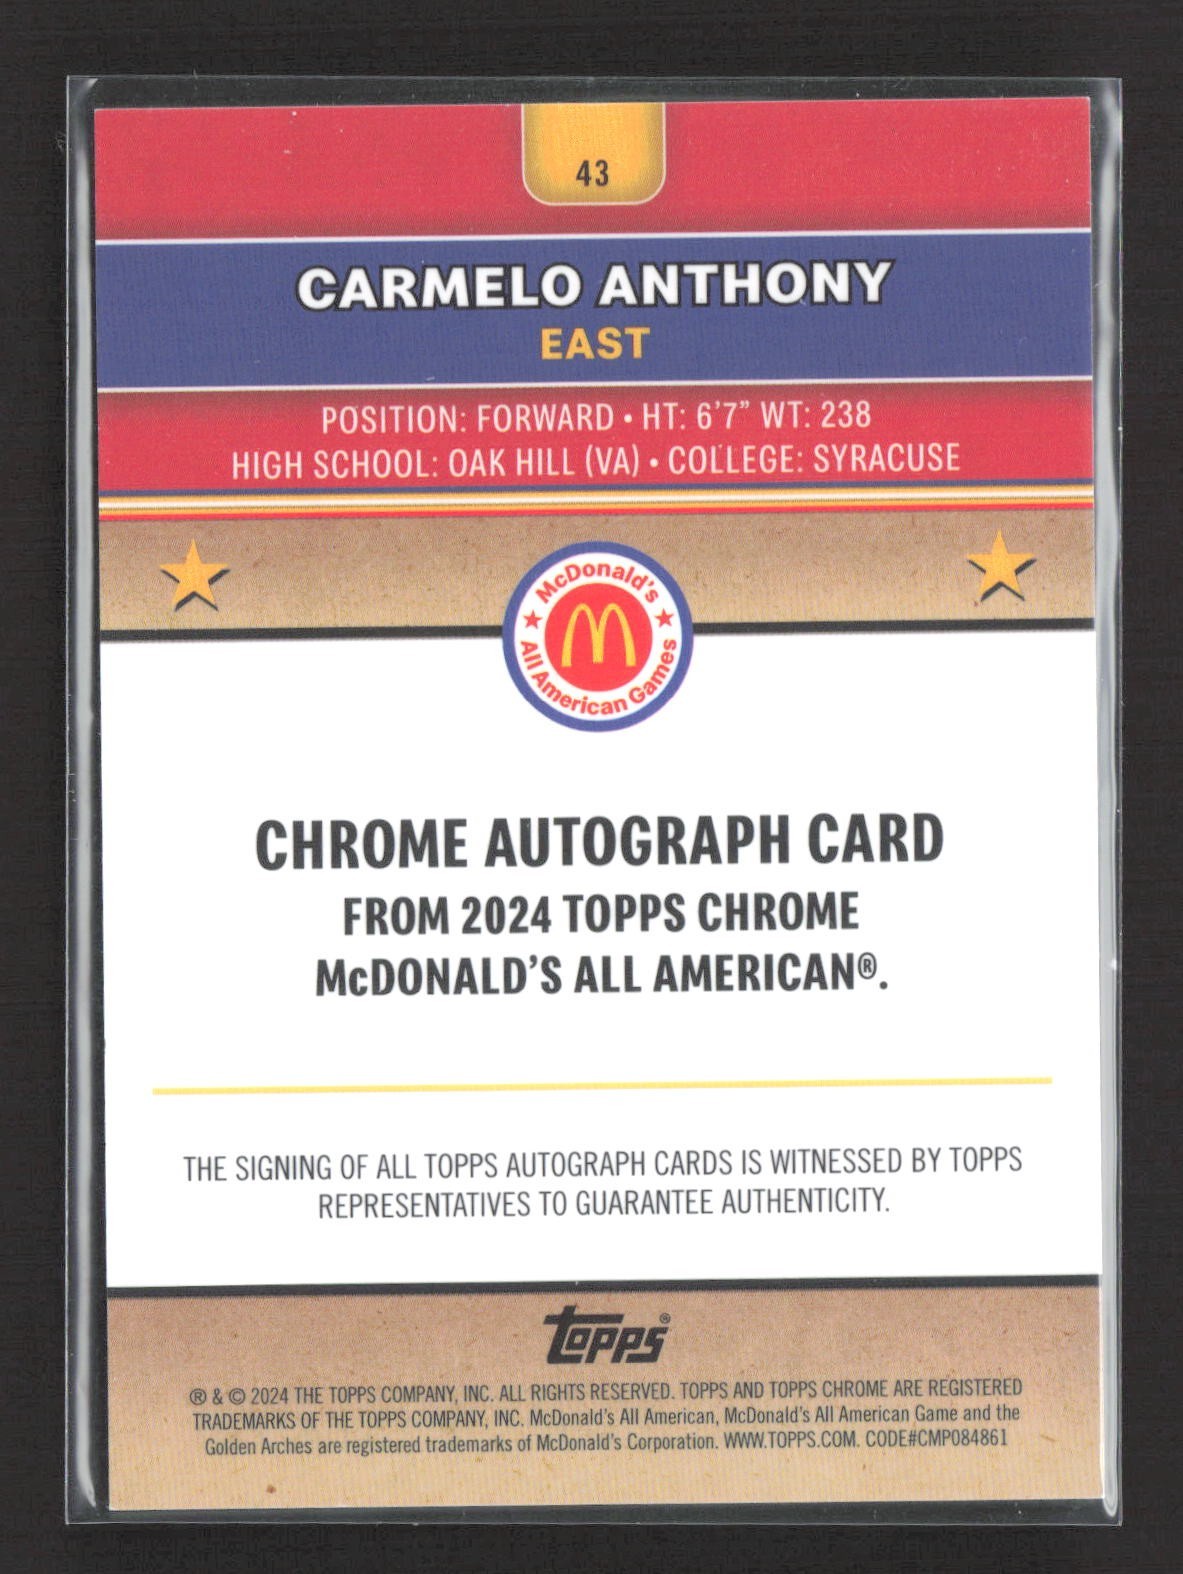 43
CARMELO ANTHONY
EAST
POSITION: FORWARD • HT: 6'7" WT: 238
HIGH SCHOOL: OAK HILL (VA) • COLLEGE: SYRACUSE
McDonald's
All American Games
CHROME AUTOGRAPH CARD
FROM 2024 TOPPS CHROME
McDONALD'S ALL AMERICAN®.
THE SIGNING OF ALL TOPPS AUTOGRAPH CARDS IS WITNESSED BY TOPPS
REPRESENTATIVES TO GUARANTEE AUTHENTICITY.
topps®
® & © 2024 THE TOPPS COMPANY, INC. ALL RIGHTS RESERVED. TOPPS AND TOPPS CHROME ARE REGISTERED
TRADEMARKS OF THE TOPPS COMPANY, INC. McDonald's All American, McDonald's All American Game and the
Golden Arches are registered trademarks of McDonald's Corporation. WWW.TOPPS.COM. CODE#CMP084861